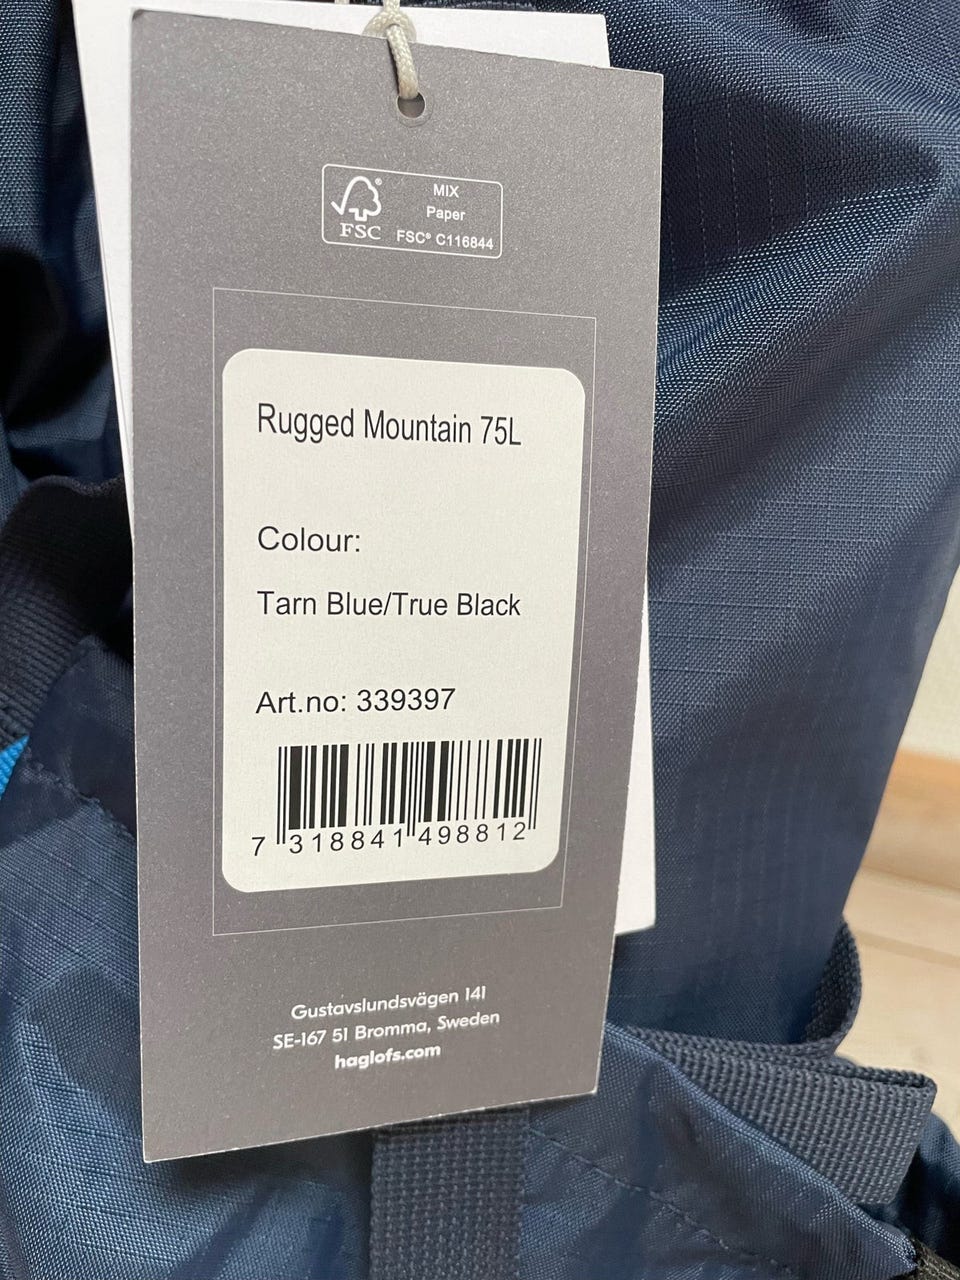 FSC
MIX
Paper
FSC® C116844
Rugged Mountain 75L
Colour:
Tarn Blue/True Black
Art.no: 339397
7 318841 498812
Gustavslundsvägen 141
SE-167 51 Bromma, Sweden
haglofs.com